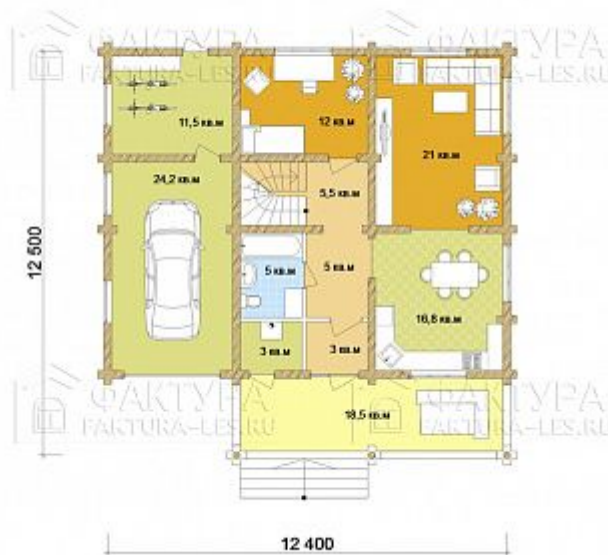 ФАКТУРА
FAKTURA-LES.RU
ФАКТУРА
FAKTURA-LES.RU
11,5 кв.м
12 кв.м
21 кв.м
24,2 кв.м
5,5 кв.м
12 500
5 кв.м
5 кв.м
16,8 кв.м
3 кв.м
3 кв.м
ФАКТУРА
FAKTURA-LES.RU
ФАКТУРА
FAKTURA-LES.RU
18,5 кв.м
12 400